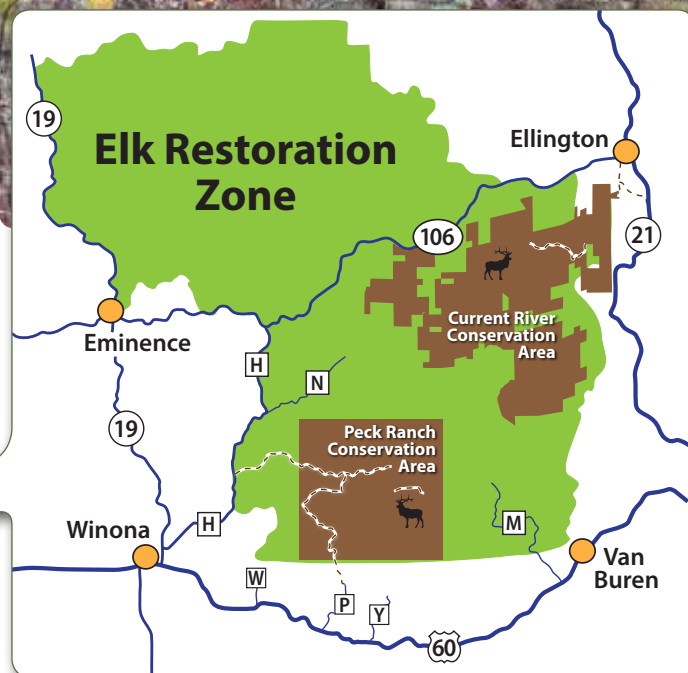 19
Elk Restoration
Zone
Ellington
106
21
Eminence
Current River
Conservation
Area
H
N
19
Peck Ranch
Conservation
Area
H
M
Winona
Van
Buren
W
P
Y
60